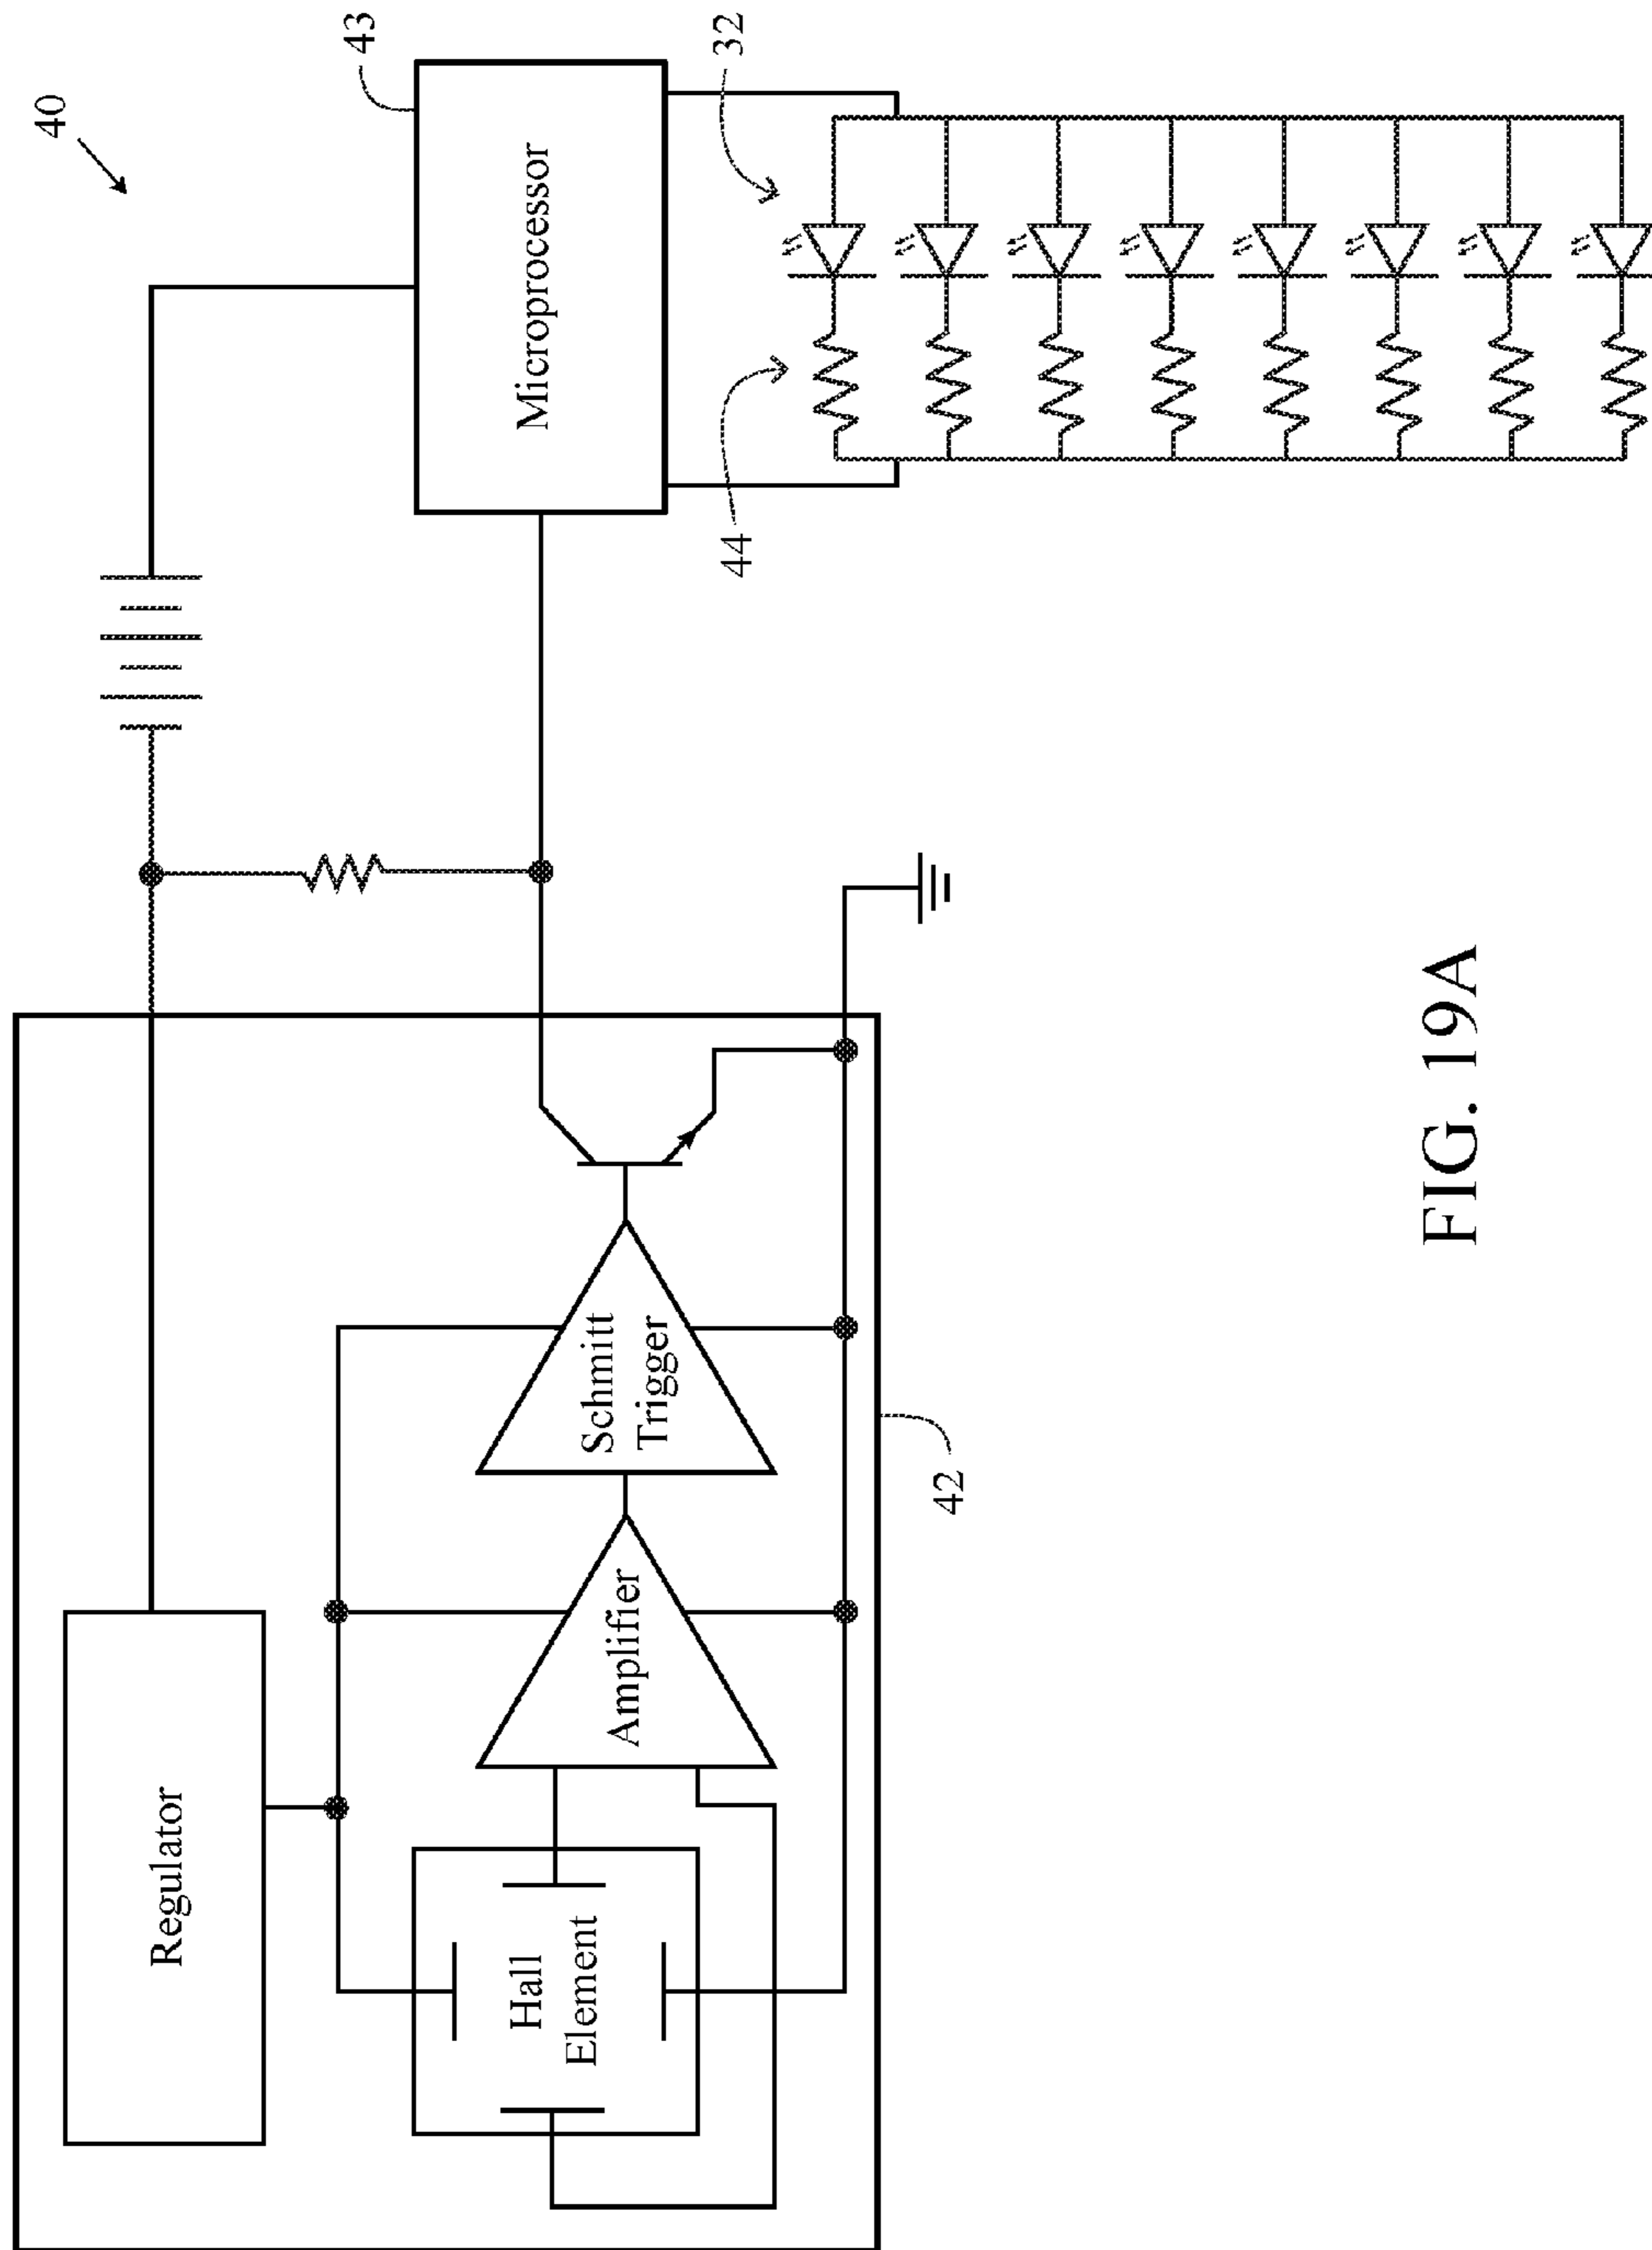 40
43
Microprocessor
32
44
Regulator
Hall
Element
Amplifier
Schmitt
Trigger
42
FIG. 19A